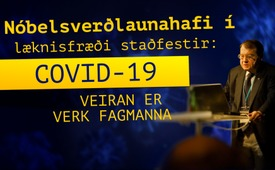 Nóbelsverðlaunahafi í
læknisfræði staðfestir:
COVID-19
VEIRAN ER
VERK FAGMANNA